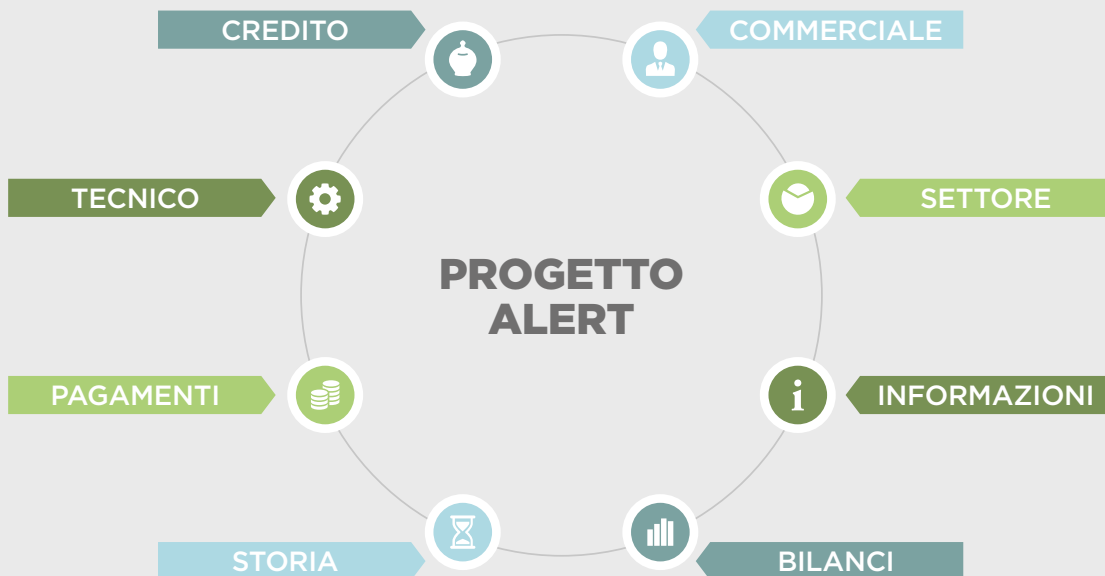 CREDITO
COMMERCIALE
TECNICO
SETTORE
PROGETTO
ALERT
PAGAMENTI
INFORMAZIONI
STORIA
BILANCI